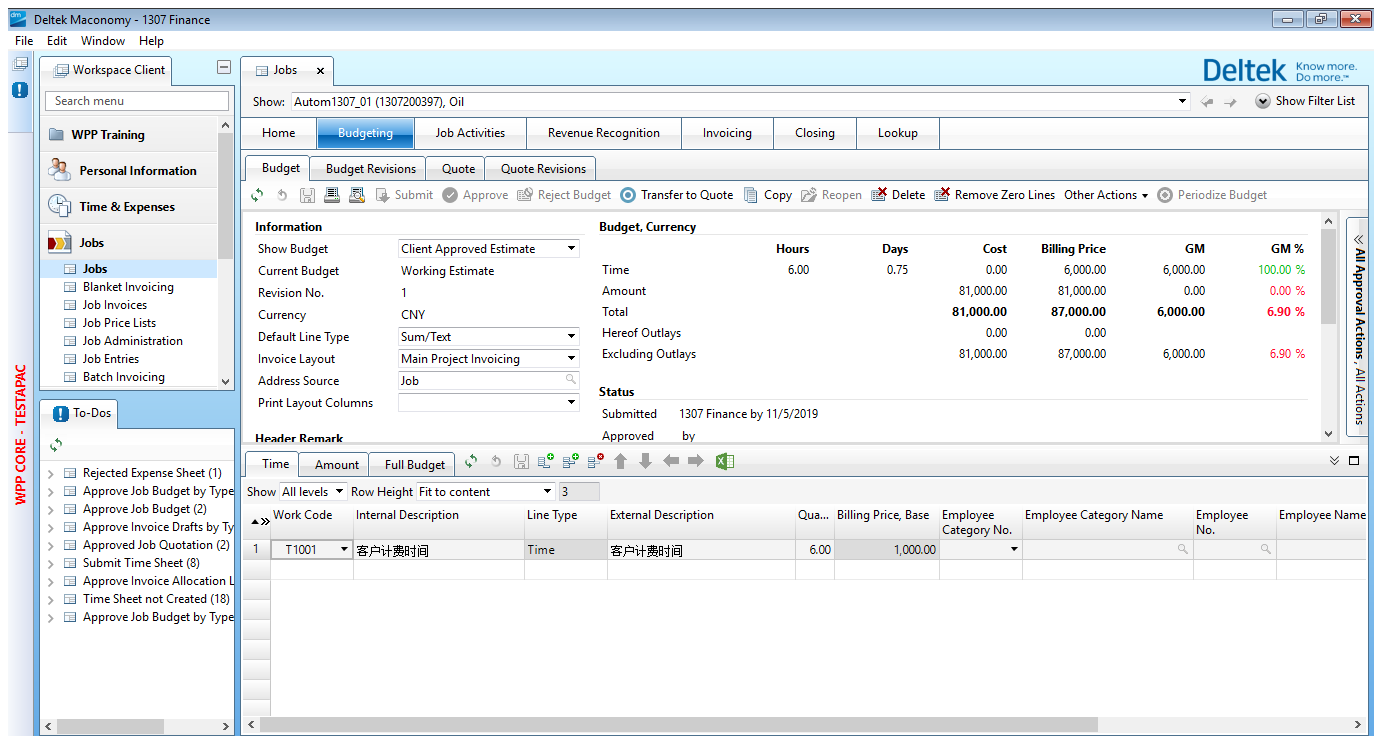 Deltek Maconomy - 1307 Finance
File Edit Window Help
Workspace Client
Search menu
WPP Training
Personal Information
Time & Expenses
Jobs
Jobs
Blanket Invoicing
Job Invoices
Job Price Lists
Job Administration
Job Entries
Batch Invoicing
WPP CORE - TESTAPAC
To-Dos
Rejected Expense Sheet (1)
Approve Job Budget by Type
Approve Job Budget (2)
Approve Invoice Drafts by Ty
Approved Job Quotation (2)
Submit Time Sheet (8)
Approve Invoice Allocation L
Time Sheet not Created (18)
Approve Job Budget by Type
Jobs
Deltek Know more.
Do more.™
Show: Autom1307_01 (1307200397), Oil Show Filter List
Home Budgeting Job Activities Revenue Recognition Invoicing Closing Lookup
Budget Budget Revisions Quote Quote Revisions
Submit Approve Reject Budget Transfer to Quote Copy Reopen Delete Remove Zero Lines Other Actions Periodize Budget
Information
Show Budget Client Approved Estimate
Current Budget Working Estimate
Revision No. 1
Currency CNY
Default Line Type Sum/Text
Invoice Layout Main Project Invoicing
Address Source Job
Print Layout Columns
Header Remark
Budget, Currency
Hours Days Cost Billing Price GM GM %
Time 6.00 0.75 0.00 6,000.00 6,000.00 100.00 %
Amount 81,000.00 81,000.00 0.00 0.00 %
Total 81,000.00 87,000.00 6,000.00 6.90 %
Hereof Outlays 0.00 0.00
Excluding Outlays 81,000.00 87,000.00 6,000.00 6.90 %
Status
Submitted 1307 Finance by 11/5/2019
Approved by
All Approval Actions , All Actions
Time Amount Full Budget
Show All levels Row Height Fit to content 3
Work Code Internal Description Line Type External Description Qua... Billing Price, Base Employee Category No. Employee Category Name Employee No. Employee Name
1 T1001 客户计费时间 Time 客户计费时间 6.00 1,000.00